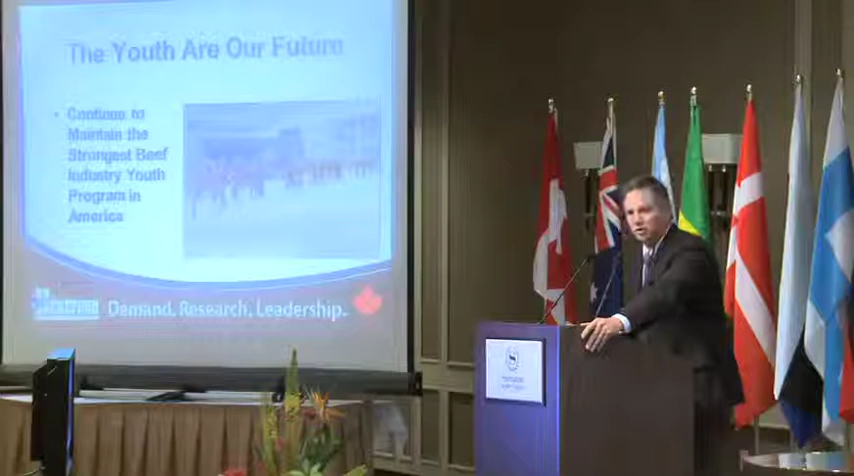 The Youth Are Our Future
• Continue to
Maintain the
Strongest Beef
Industry Youth
Program in
America
Demand. Research. Leadership.